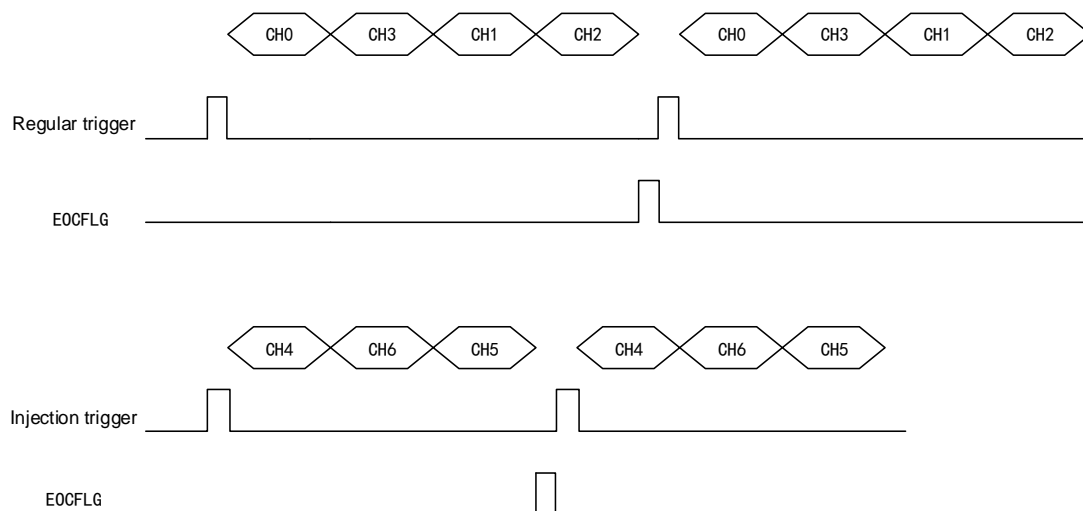 CH0 CH3 CH1 CH2 CH0 CH3 CH1 CH2
Regular trigger
EOCFLG
CH4 CH6 CH5 CH4 CH6 CH5
Injection trigger
EOCFLG